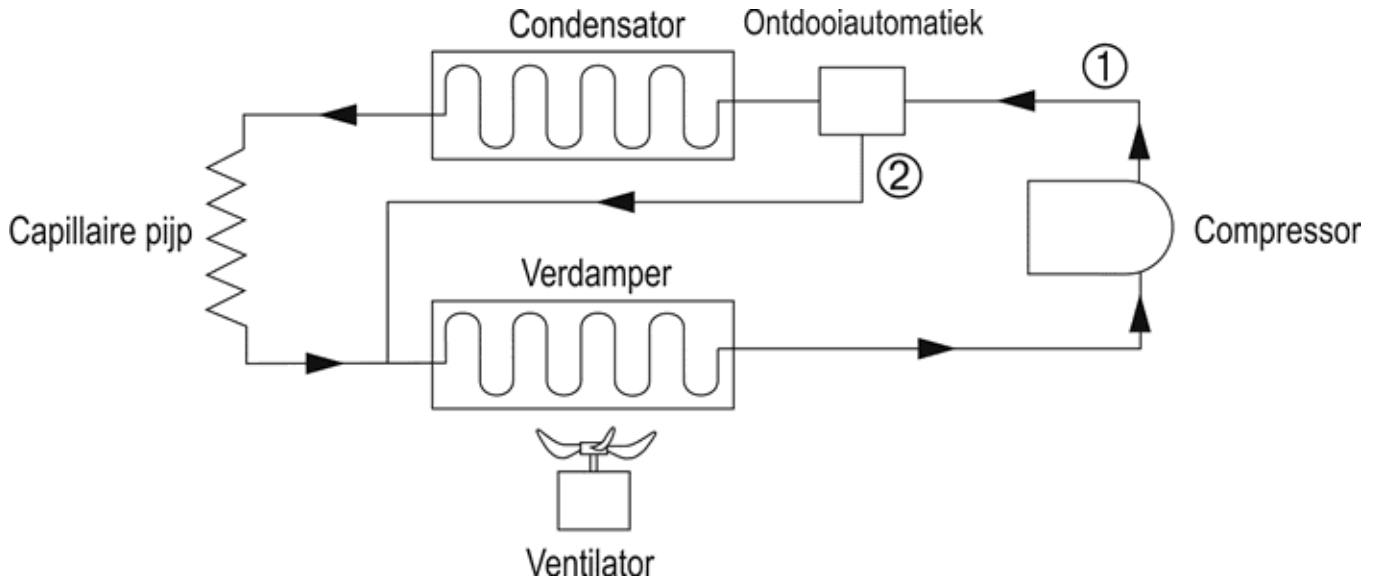 Condensator
Ontdooiautomatiek
①
②
Capillaire pijp
Compressor
Verdamper
Ventilator